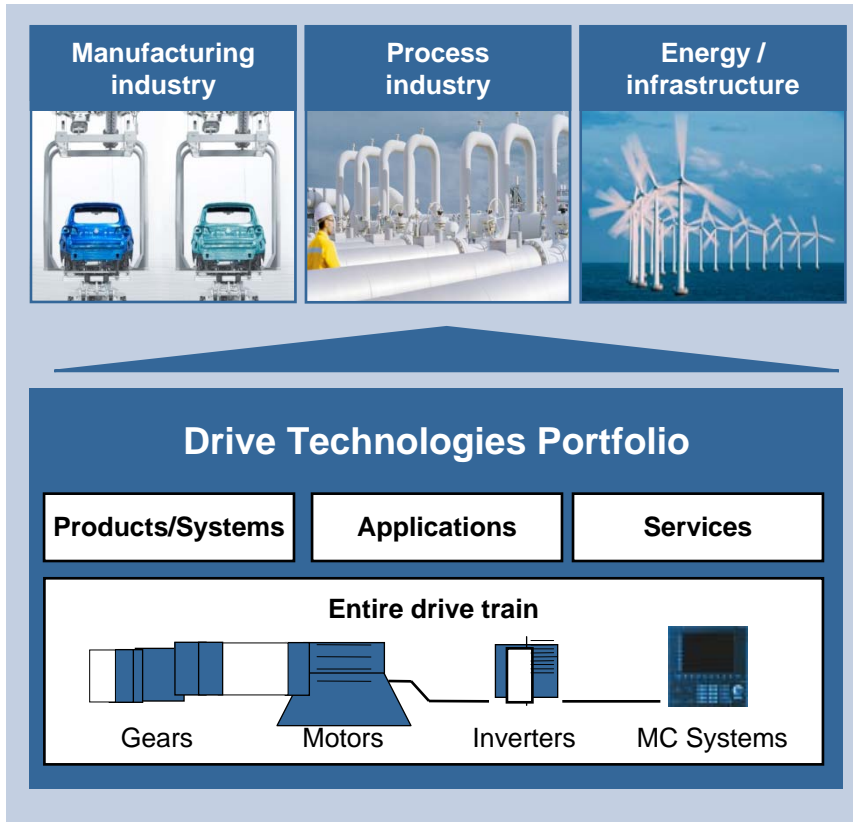 Manufacturing
industry
Process
industry
Energy /
infrastructure
Drive Technologies Portfolio
Products/Systems
Applications
Services
Entire drive train
Gears
Motors
Inverters
MC Systems